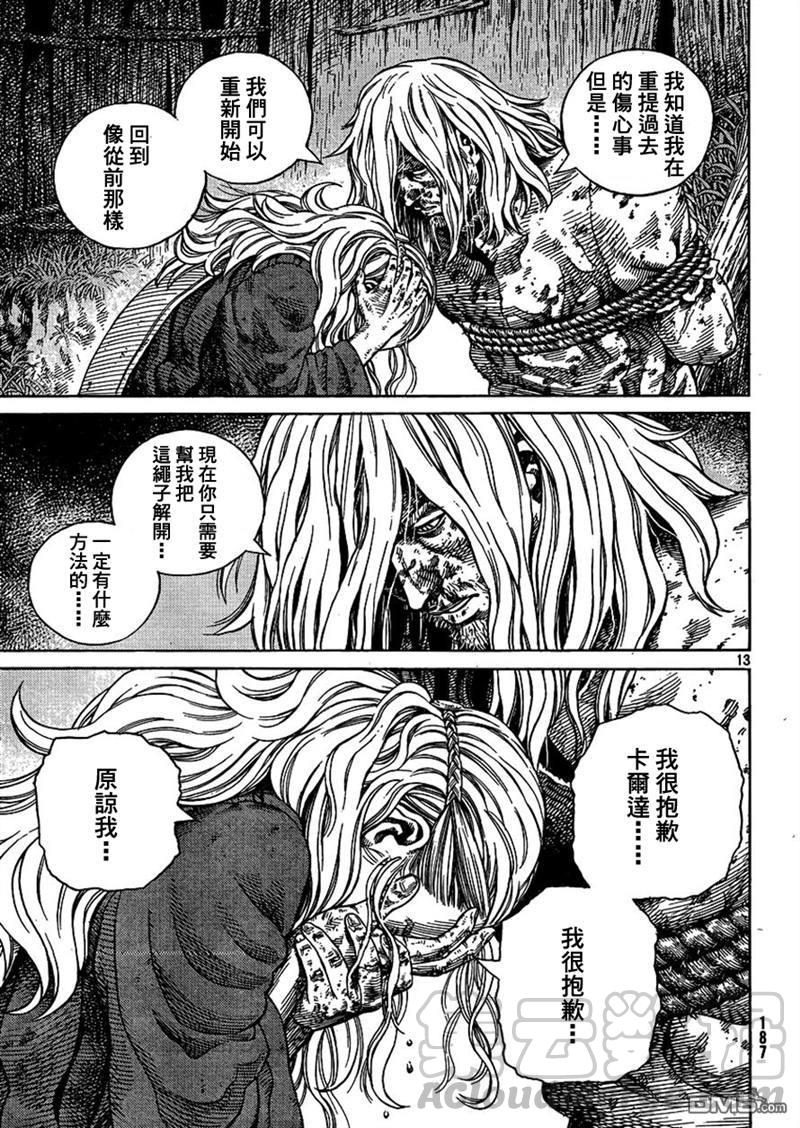 我知道我在
重提過去
的傷心事
但是……
我們可以
重新開始
回到
像從前那樣
現在你只需要
幫我把
這繩子解開…
一定有什麼
方法的……
13
我很抱歉
卡爾達……
我很抱歉…
原諒我…
187